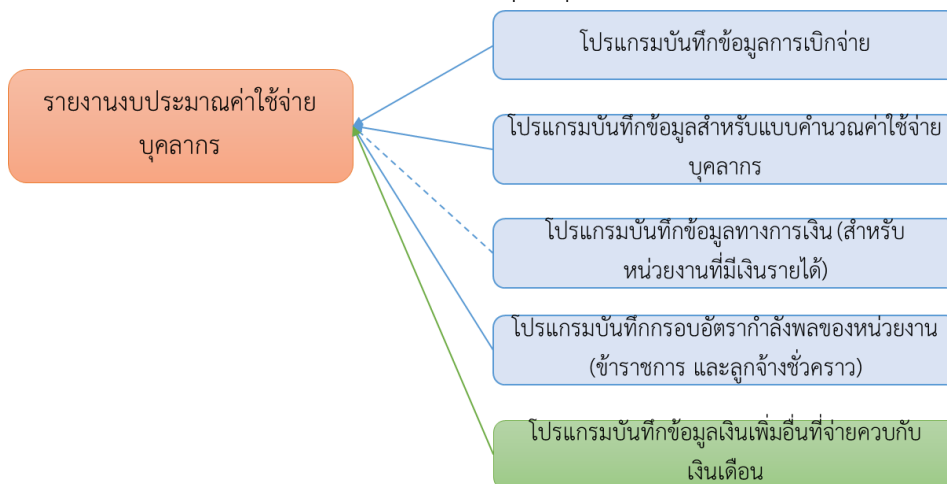 รายงานงบประมาณค่าใช้จ่าย
บุคลากร
โปรแกรมบันทึกข้อมูลการเบิกจ่าย
โปรแกรมบันทึกข้อมูลสำหรับแบบคำนวณค่าใช้จ่าย
บุคลากร
โปรแกรมบันทึกข้อมูลทางการเงิน (สำหรับ
หน่วยงานที่มีเงินรายได้)
โปรแกรมบันทึกกรอบอัตรากำลังพลของหน่วยงาน
(ข้าราชการ และลูกจ้างชั่วคราว)
โปรแกรมบันทึกข้อมูลเงินเพิ่มอื่นที่จ่ายควบกับ
เงินเดือน